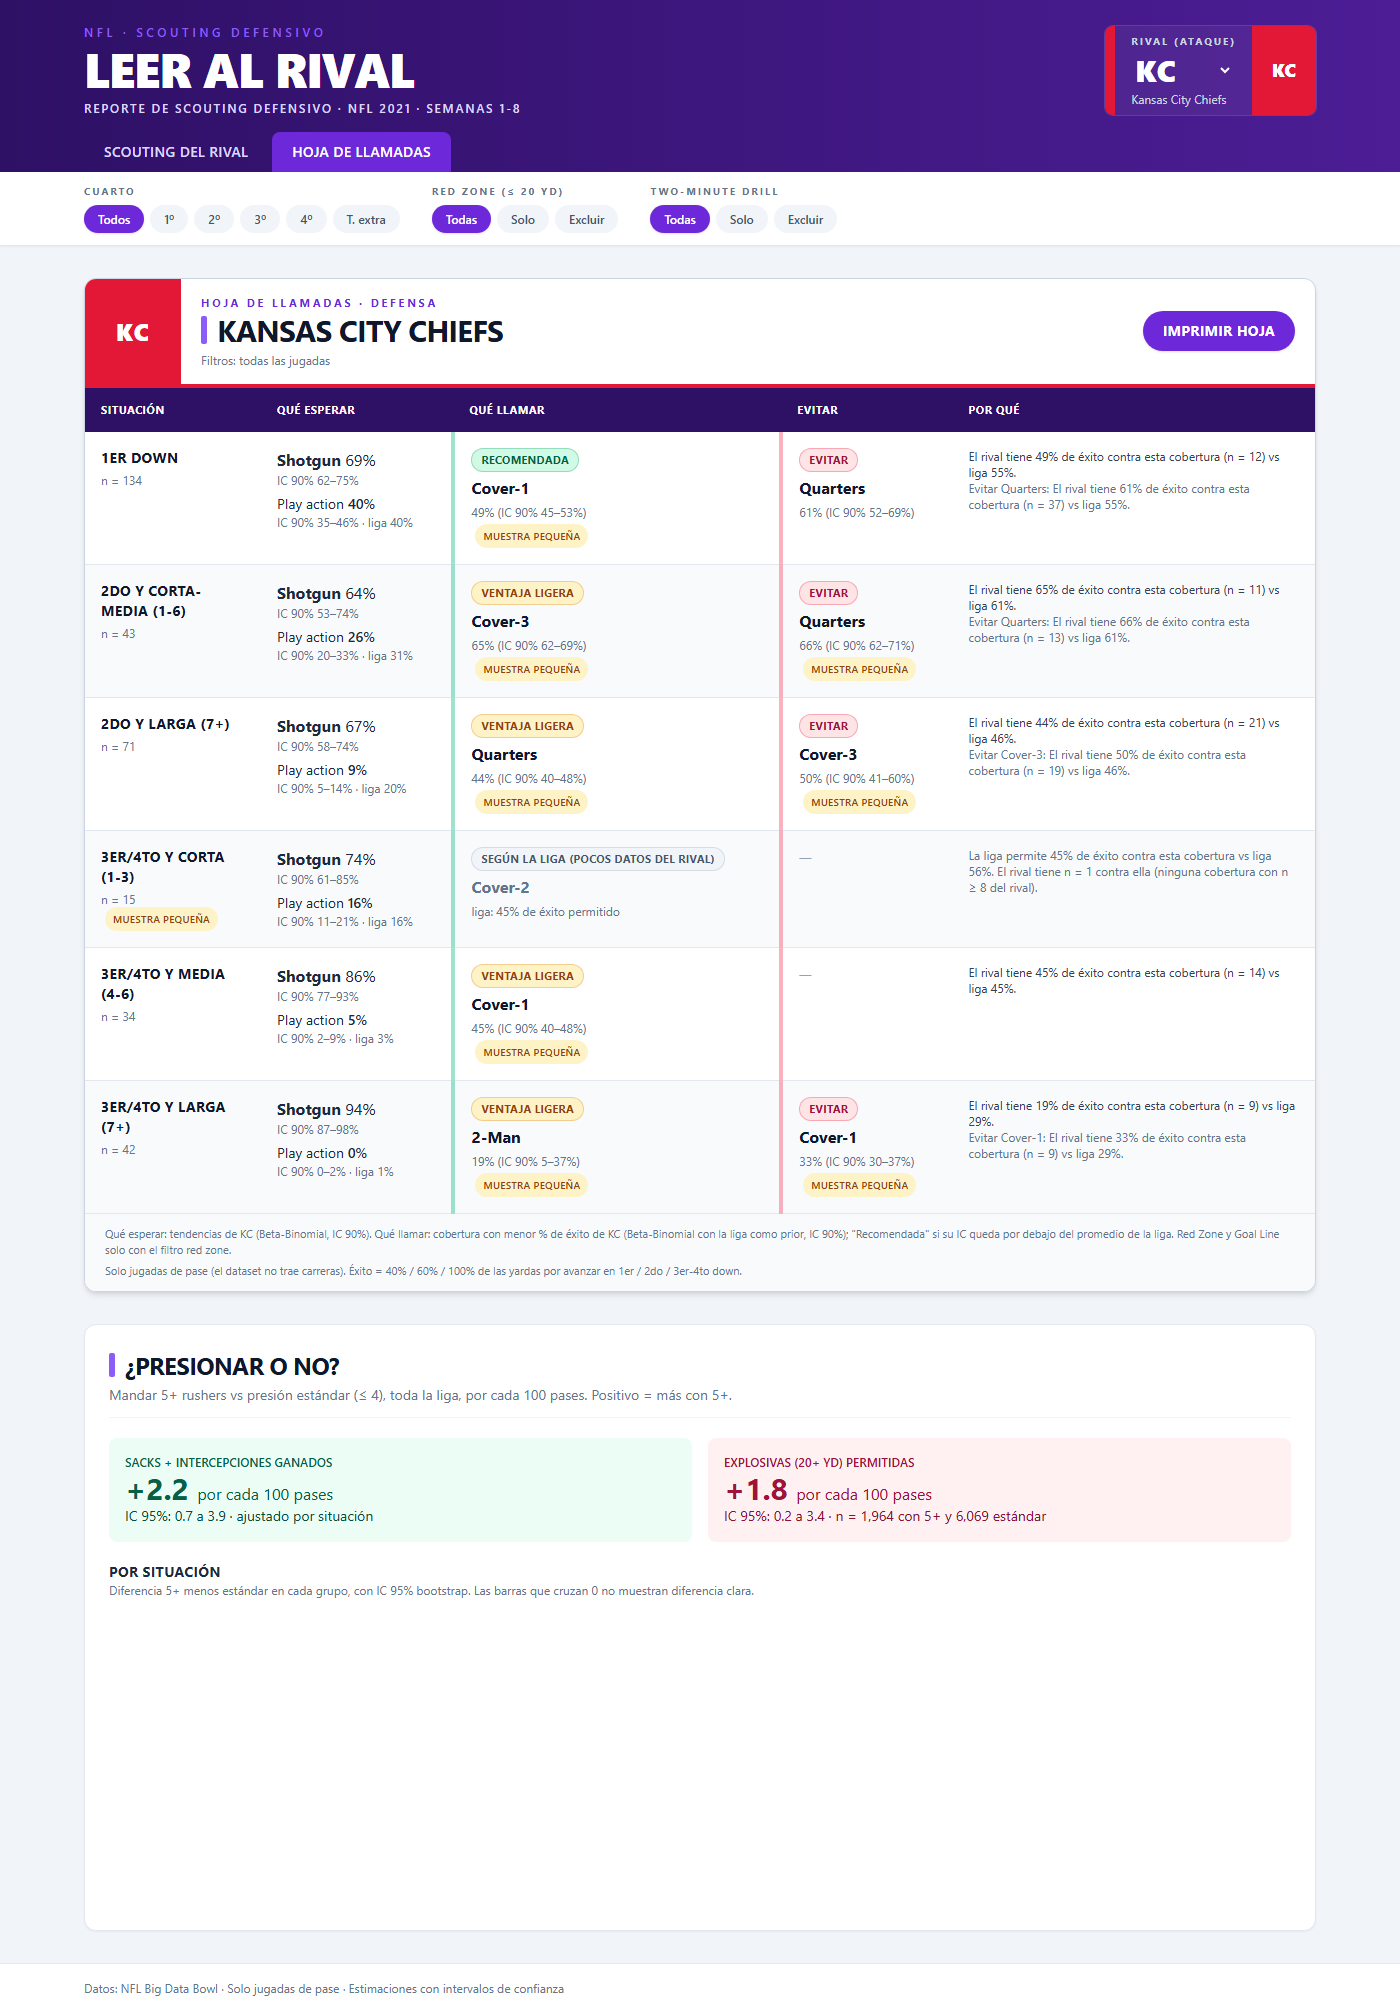 NFL · SCOUTING DEFENSIVO
LEER AL RIVAL
REPORTE DE SCOUTING DEFENSIVO · NFL 2021 · SEMANAS 1-8
RIVAL (ATAQUE)
KC
Kansas City Chiefs
KC
SCOUTING DEL RIVAL
HOJA DE LLAMADAS
CUARTO
Todos 1º 2º 3º 4º T. extra
RED ZONE (≤ 20 YD)
Todas Solo Excluir
TWO-MINUTE DRILL
Todas Solo Excluir
KC
HOJA DE LLAMADAS · DEFENSA
KANSAS CITY CHIEFS
Filtros: todas las jugadas
IMPRIMIR HOJA
SITUACIÓN QUÉ ESPERAR QUÉ LLAMAR EVITAR POR QUÉ
1ER DOWN
n = 134
Shotgun 69%
IC 90% 62–75%
Play action 40%
IC 90% 35–46% · liga 40%
RECOMENDADA
Cover-1
49% (IC 90% 45–53%)
MUESTRA PEQUEÑA
EVITAR
Quarters
61% (IC 90% 52–69%)
El rival tiene 49% de éxito contra esta cobertura (n = 12) vs
liga 55%.
Evitar Quarters: El rival tiene 61% de éxito contra esta
cobertura (n = 37) vs liga 55%.
2DO Y CORTA-
MEDIA (1-6)
n = 43
Shotgun 64%
IC 90% 53–74%
Play action 26%
IC 90% 20–33% · liga 31%
VENTAJA LIGERA
Cover-3
65% (IC 90% 62–69%)
MUESTRA PEQUEÑA
EVITAR
Quarters
66% (IC 90% 62–71%)
MUESTRA PEQUEÑA
El rival tiene 65% de éxito contra esta cobertura (n = 11) vs
liga 61%.
Evitar Quarters: El rival tiene 66% de éxito contra esta
cobertura (n = 13) vs liga 61%.
2DO Y LARGA (7+)
n = 71
Shotgun 67%
IC 90% 58–74%
Play action 9%
IC 90% 5–14% · liga 20%
VENTAJA LIGERA
Quarters
44% (IC 90% 40–48%)
MUESTRA PEQUEÑA
EVITAR
Cover-3
50% (IC 90% 41–60%)
MUESTRA PEQUEÑA
El rival tiene 44% de éxito contra esta cobertura (n = 21) vs
liga 46%.
Evitar Cover-3: El rival tiene 50% de éxito contra esta
cobertura (n = 19) vs liga 46%.
3ER/4TO Y CORTA
(1-3)
n = 15
MUESTRA PEQUEÑA
Shotgun 74%
IC 90% 61–85%
Play action 16%
IC 90% 11–21% · liga 16%
SEGÚN LA LIGA (POCOS DATOS DEL RIVAL)
Cover-2
liga: 45% de éxito permitido
—
La liga permite 45% de éxito contra esta cobertura vs liga
56%. El rival tiene n = 1 contra ella (ninguna cobertura con n
≥ 8 del rival).
3ER/4TO Y MEDIA
(4-6)
n = 34
Shotgun 86%
IC 90% 77–93%
Play action 5%
IC 90% 2–9% · liga 3%
VENTAJA LIGERA
Cover-1
45% (IC 90% 40–48%)
MUESTRA PEQUEÑA
—
El rival tiene 45% de éxito contra esta cobertura (n = 14) vs
liga 45%.
3ER/4TO Y LARGA
(7+)
n = 42
Shotgun 94%
IC 90% 87–98%
Play action 0%
IC 90% 0–2% · liga 1%
VENTAJA LIGERA
2-Man
19% (IC 90% 5–37%)
MUESTRA PEQUEÑA
EVITAR
Cover-1
33% (IC 90% 30–37%)
MUESTRA PEQUEÑA
El rival tiene 19% de éxito contra esta cobertura (n = 9) vs liga
29%.
Evitar Cover-1: El rival tiene 33% de éxito contra esta
cobertura (n = 9) vs liga 29%.
Qué esperar: tendencias de KC (Beta-Binomial, IC 90%). Qué llamar: cobertura con menor % de éxito de KC (Beta-Binomial con la liga como prior, IC 90%); "Recomendada" si su IC queda por debajo del promedio de la liga. Red Zone y Goal Line
solo con el filtro red zone.
Solo jugadas de pase (el dataset no trae carreras). Éxito = 40% / 60% / 100% de las yardas por avanzar en 1er / 2do / 3er-4to down.
¿PRESIONAR O NO?
Mandar 5+ rushers vs presión estándar (≤ 4), toda la liga, por cada 100 pases. Positivo = más con 5+.
SACKS + INTERCEPCIONES GANADOS
+2.2 por cada 100 pases
IC 95%: 0.7 a 3.9 · ajustado por situación
EXPLOSIVAS (20+ YD) PERMITIDAS
+1.8 por cada 100 pases
IC 95%: 0.2 a 3.4 · n = 1,964 con 5+ y 6,069 estándar
POR SITUACIÓN
Diferencia 5+ menos estándar en cada grupo, con IC 95% bootstrap. Las barras que cruzan 0 no muestran diferencia clara.
Datos: NFL Big Data Bowl · Solo jugadas de pase · Estimaciones con intervalos de confianza